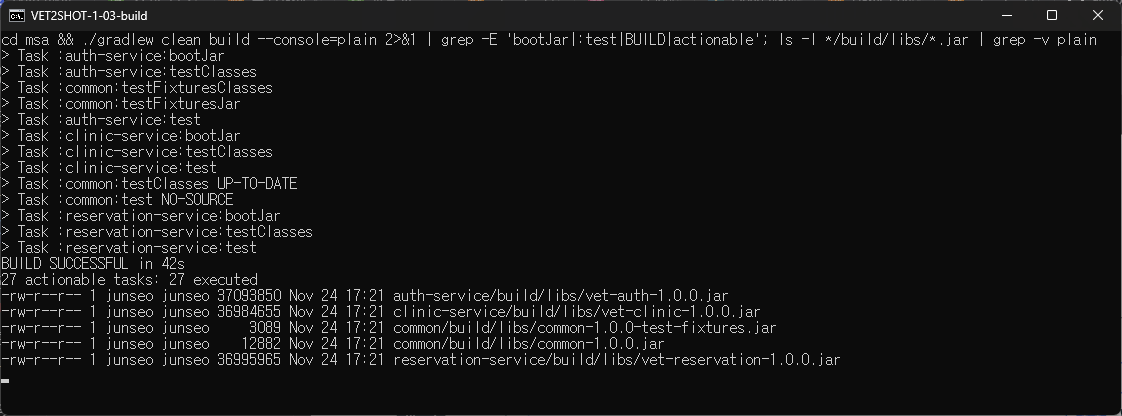 VET2SHOT-1-03-build
cd msa && ./gradlew clean build --console=plain 2>&1 | grep -E 'bootJar|:test|BUILD|actionable'; ls -l */build/libs/*.jar | grep -v plain
> Task :auth-service:bootJar
> Task :auth-service:testClasses
> Task :common:testFixturesClasses
> Task :common:testFixturesJar
> Task :auth-service:test
> Task :clinic-service:bootJar
> Task :clinic-service:testClasses
> Task :clinic-service:test
> Task :common:testClasses UP-TO-DATE
> Task :common:test NO-SOURCE
> Task :reservation-service:bootJar
> Task :reservation-service:testClasses
> Task :reservation-service:test
BUILD SUCCESSFUL in 42s
27 actionable tasks: 27 executed
-rw-r--r-- 1 junseo junseo 37093850 Nov 24 17:21 auth-service/build/libs/vet-auth-1.0.0.jar
-rw-r--r-- 1 junseo junseo 36984655 Nov 24 17:21 clinic-service/build/libs/vet-clinic-1.0.0.jar
-rw-r--r-- 1 junseo junseo     3089 Nov 24 17:21 common/build/libs/common-1.0.0-test-fixtures.jar
-rw-r--r-- 1 junseo junseo    12882 Nov 24 17:21 common/build/libs/common-1.0.0.jar
-rw-r--r-- 1 junseo junseo 36995965 Nov 24 17:21 reservation-service/build/libs/vet-reservation-1.0.0.jar